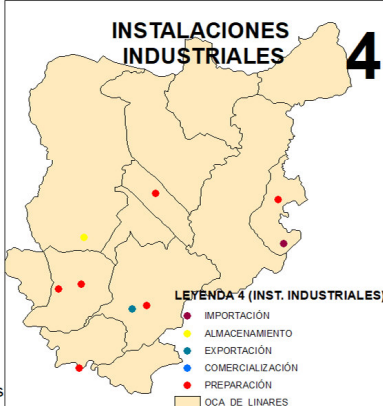 INSTALACIONES
INDUSTRIALES
4
LEYENDA 4 (INST. INDUSTRIALES)
IMPORTACIÓN
ALMACENAMIENTO
EXPORTACIÓN
COMERCIALIZACIÓN
PREPARACIÓN
OCA DE LINARES